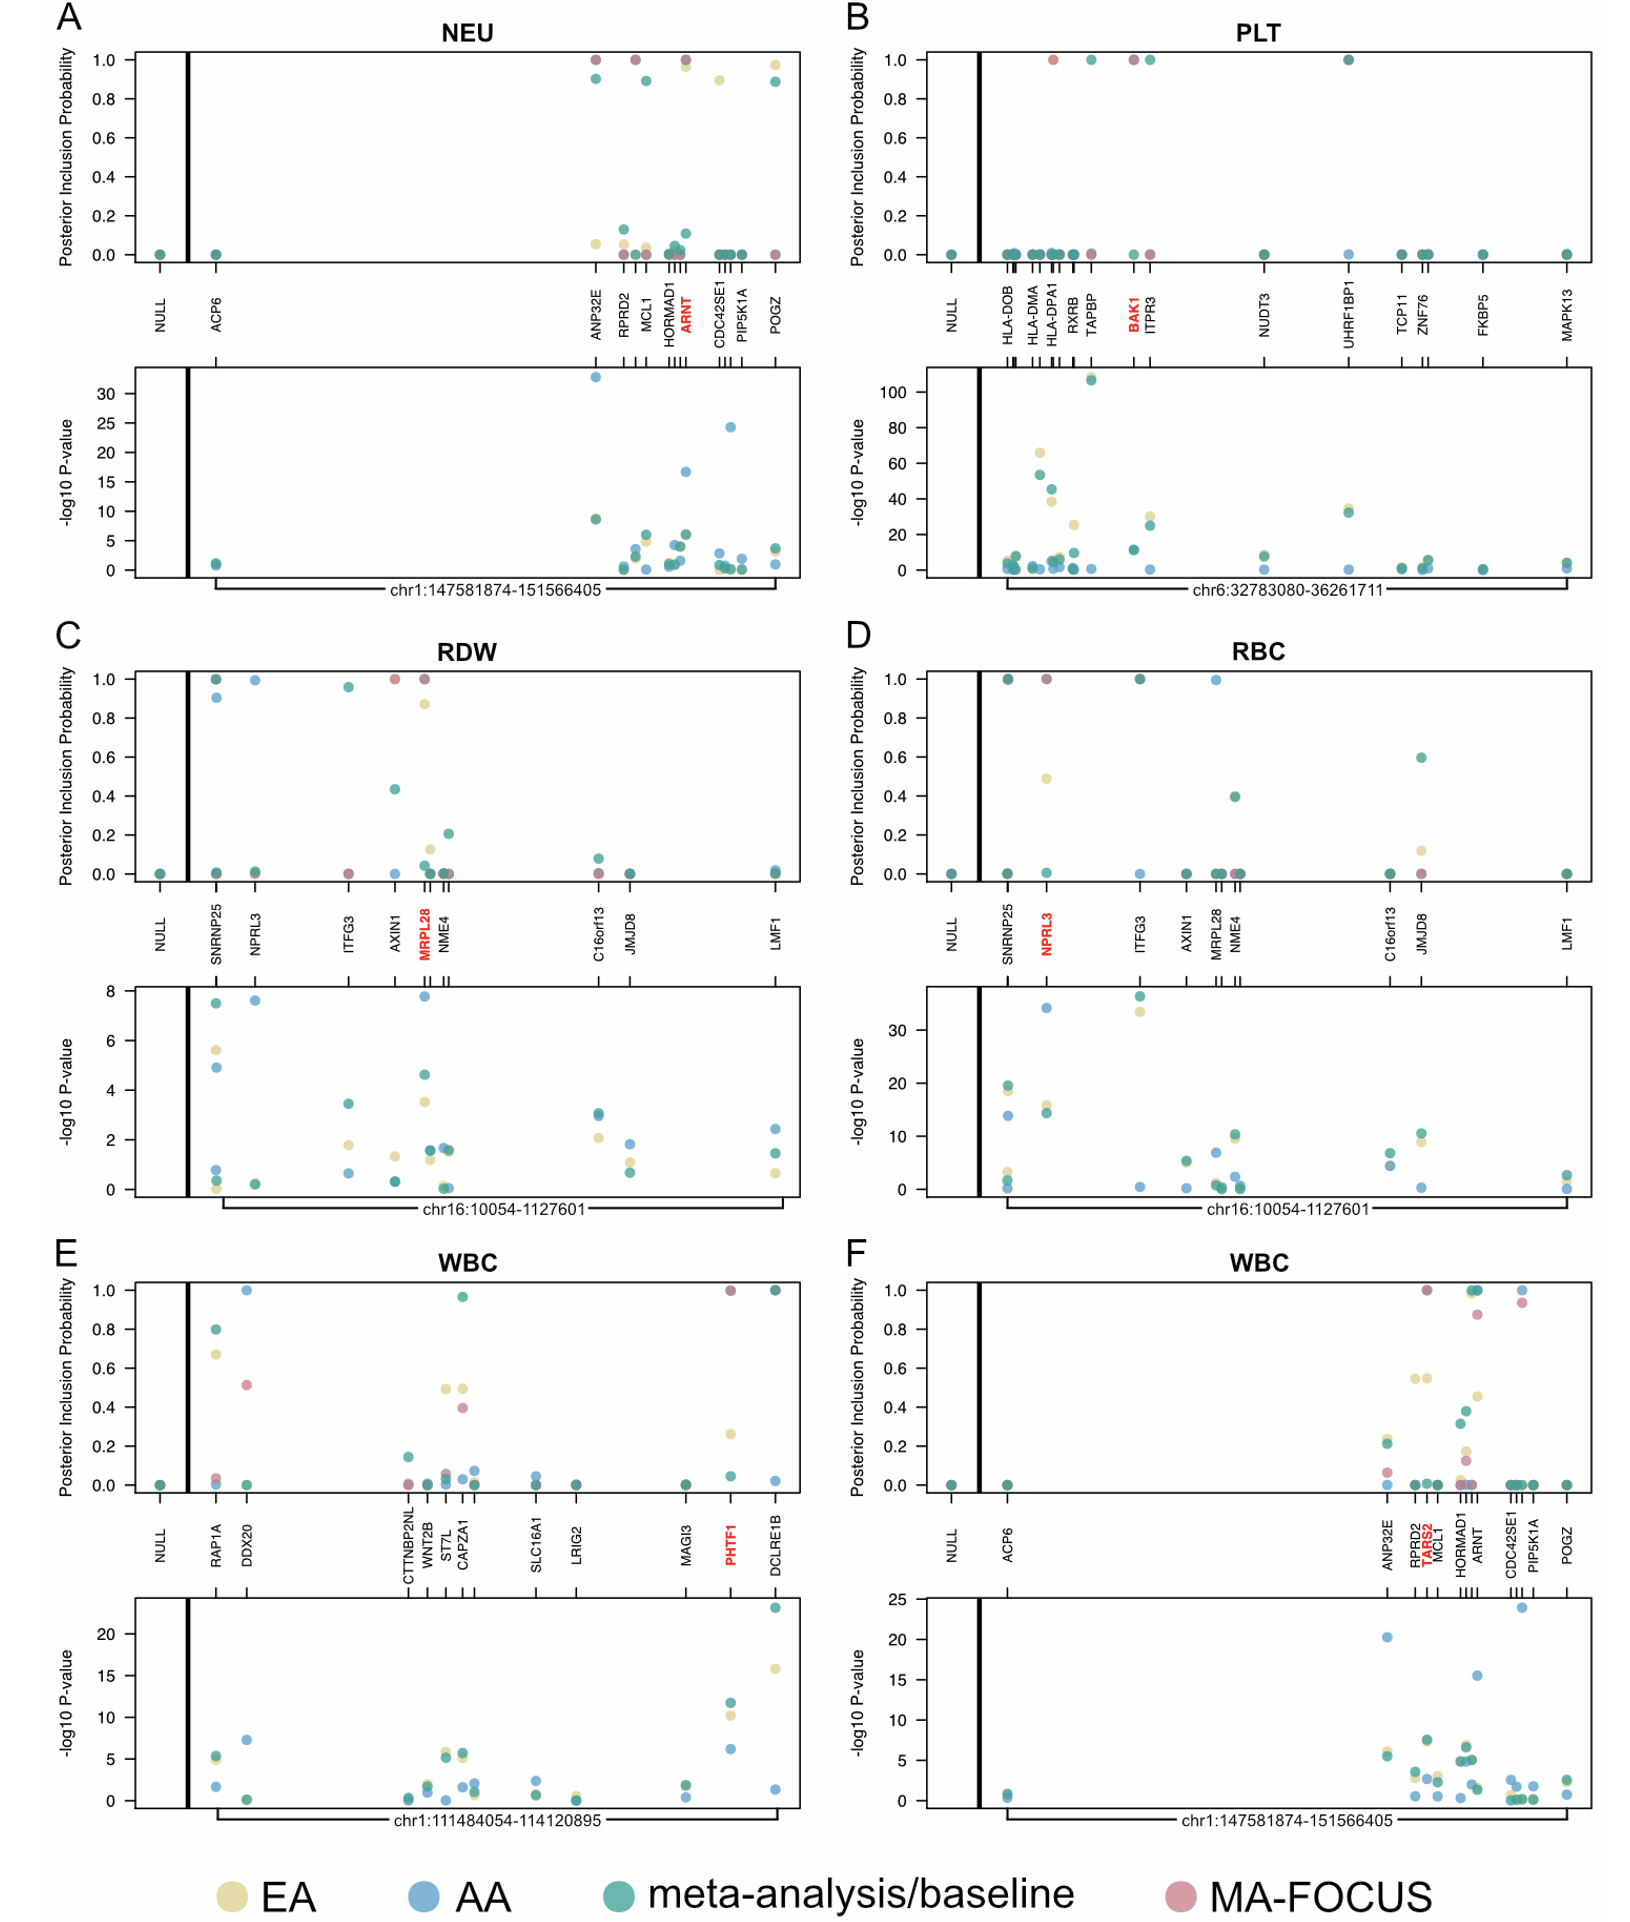 A
NEU
Posterior Inclusion Probability
1.0
0.8
0.6
0.4
0.2
0.0
NULL
ACP6
ANP32E
RPRD2
MCL1
HORMAD1
ARNT
CDC42SE1
PIP5K1A
POGZ
-log10 P-value
30
25
20
15
10
5
0
chr1:147581874-151566405
B
PLT
Posterior Inclusion Probability
1.0
0.8
0.6
0.4
0.2
0.0
NULL
HLA-DOB
HLA-DMA
HLA-DPA1
RXRB
TAPBP
BAK1
ITPR3
NUDT3
UHRF1BP1
TCP11
ZNF76
FKBP5
MAPK13
-log10 P-value
100
80
60
40
20
0
chr6:32783080-36261711
C
RDW
Posterior Inclusion Probability
1.0
0.8
0.6
0.4
0.2
0.0
NULL
SNRNP25
NPRL3
ITFG3
AXIN1
MRPL28
NME4
C16orf13
JMJD8
LMF1
-log10 P-value
8
6
4
2
0
chr16:10054-1127601
D
RBC
Posterior Inclusion Probability
1.0
0.8
0.6
0.4
0.2
0.0
NULL
SNRNP25
NPRL3
ITFG3
AXIN1
MRPL28
NME4
C16orf13
JMJD8
LMF1
-log10 P-value
30
20
10
0
chr16:10054-1127601
E
WBC
Posterior Inclusion Probability
1.0
0.8
0.6
0.4
0.2
0.0
NULL
RAP1A
DDX20
CTTNBP2NL
WNT2B
ST7L
CAPZA1
SLC16A1
LRIG2
MAGI3
PHTF1
DCLRE1B
-log10 P-value
20
15
10
5
0
chr1:111484054-114120895
F
WBC
Posterior Inclusion Probability
1.0
0.8
0.6
0.4
0.2
0.0
NULL
ACP6
ANP32E
RPRD2
TARS2
MCL1
HORMAD1
ARNT
CDC42SE1
PIP5K1A
POGZ
-log10 P-value
25
20
15
10
5
0
chr1:147581874-151566405
EA
AA
meta-analysis/baseline
MA-FOCUS